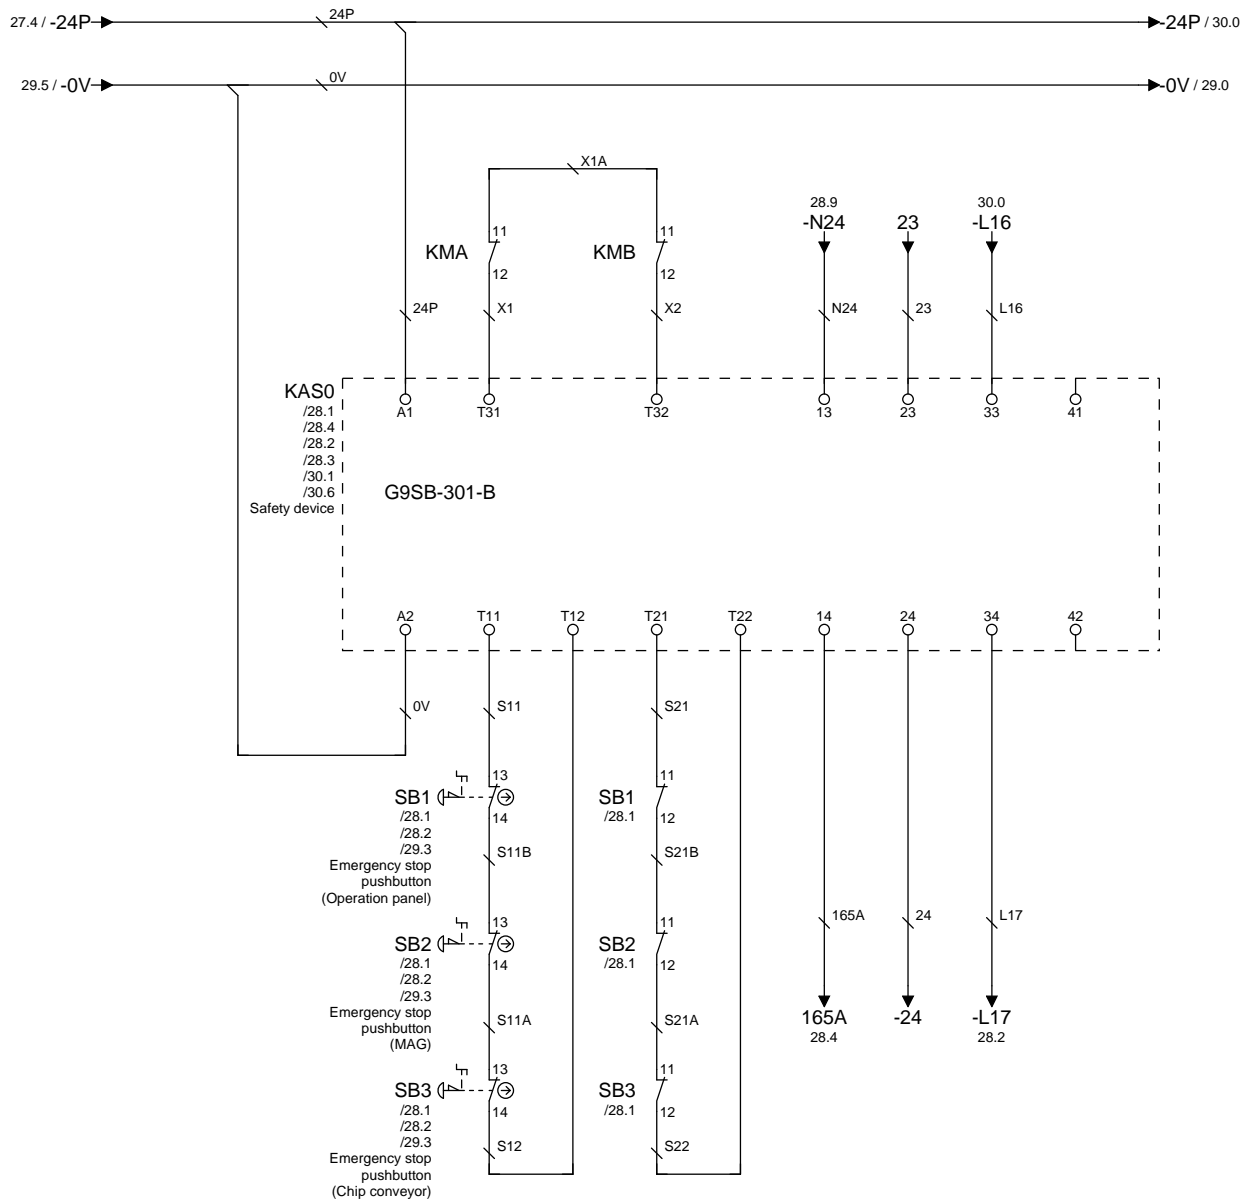 27.4 / -24P
24P
-24P / 30.0
29.5 / -0V
0V
-0V / 29.0
X1A
28.9
30.0
-N24
23
-L16
11
11
KMA
KMB
12
12
24P
X1
X2
N24
23
L16
KAS0
/28.1
/28.4
/28.2
/28.3
/30.1
/30.6
Safety device
A1
T31
T32
13
23
33
41
G9SB-301-B
A2
T11
T12
T21
T22
14
24
34
42
0V
S11
S21
13
SB1
14
/28.1
/28.2
/29.3
Emergency stop
pushbutton
(Operation panel)
11
SB1
12
/28.1
S11B
S21B
13
SB2
14
/28.1
/28.2
/29.3
Emergency stop
pushbutton
(MAG)
11
SB2
12
/28.1
165A
24
L17
S11A
S21A
165A
28.4
-24
-L17
28.2
13
SB3
14
/28.1
/28.2
/29.3
Emergency stop
pushbutton
(Chip conveyor)
11
SB3
12
/28.1
S12
S22